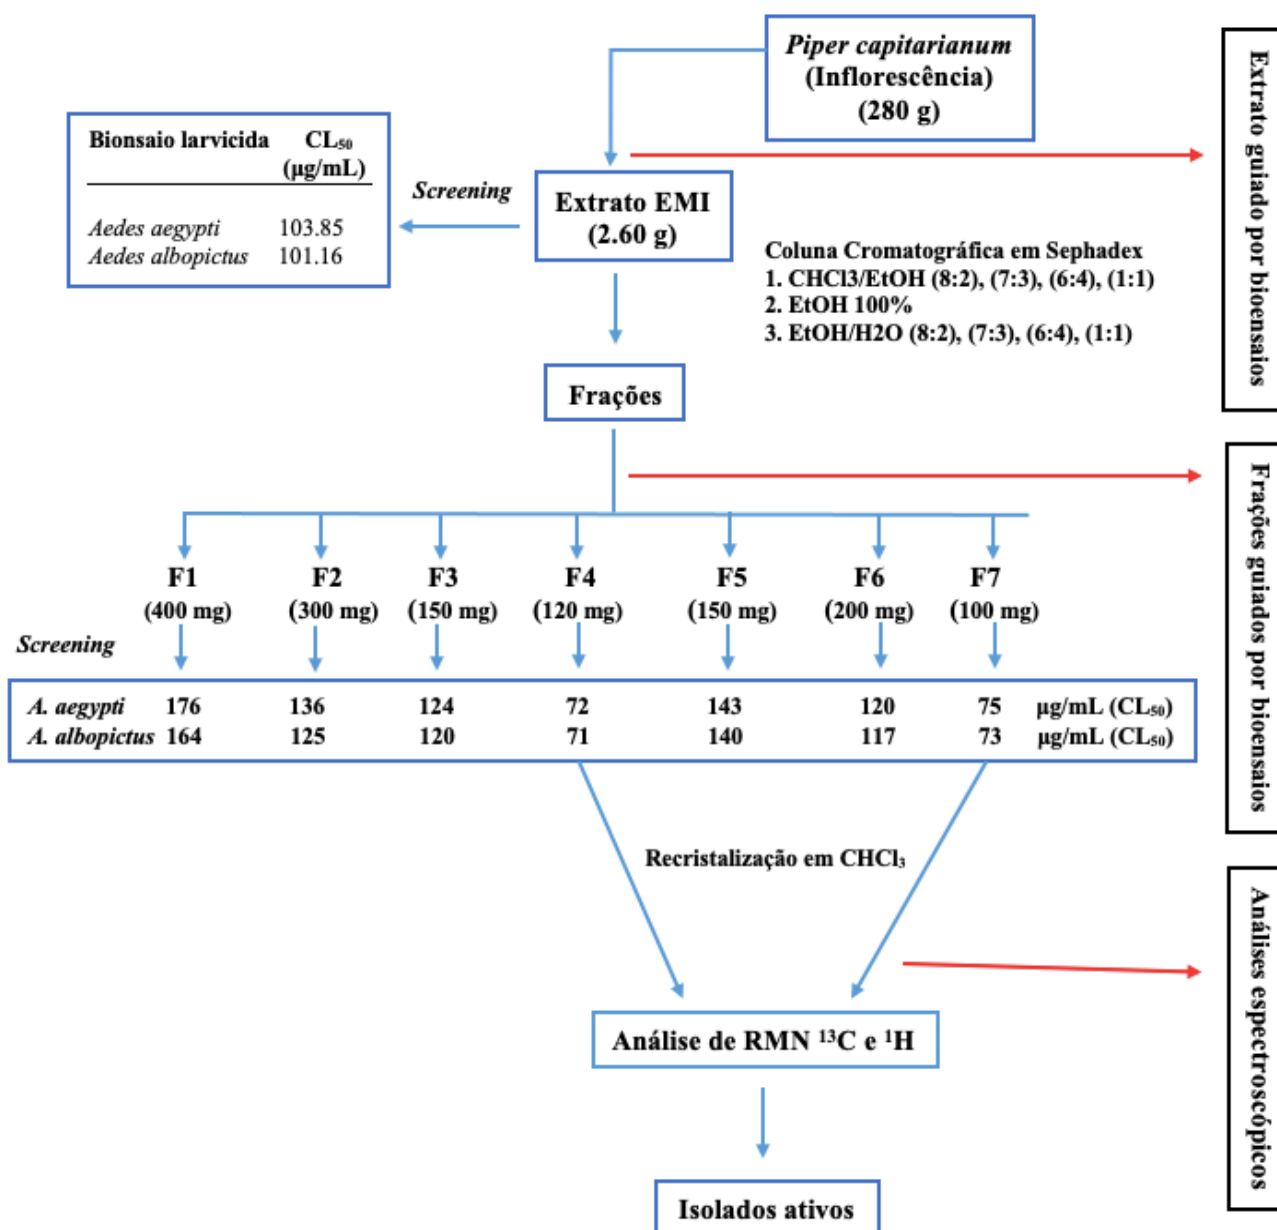 Piper capitarianum
(Inflorescência)
(280 g)
Extrato guiado por bioensaios
Bionsaio larvicida CL₅₀
(µg/mL)
Aedes aegypti 103.85
Aedes albopictus 101.16
Screening
Extrato EMI
(2.60 g)
Coluna Cromatográfica em Sephadex
1. CHCl3/EtOH (8:2), (7:3), (6:4), (1:1)
2. EtOH 100%
3. EtOH/H2O (8:2), (7:3), (6:4), (1:1)
Frações
Frações guiados por bioensaios
F1 F2 F3 F4 F5 F6 F7
(400 mg) (300 mg) (150 mg) (120 mg) (150 mg) (200 mg) (100 mg)
Screening
A. aegypti 176 136 124 72 143 120 75 µg/mL (CL₅₀)
A. albopictus 164 125 120 71 140 117 73 µg/mL (CL₅₀)
Recristalização em CHCl₃
Análises espectroscópicos
Análise de RMN ¹³C e ¹H
Isolados ativos